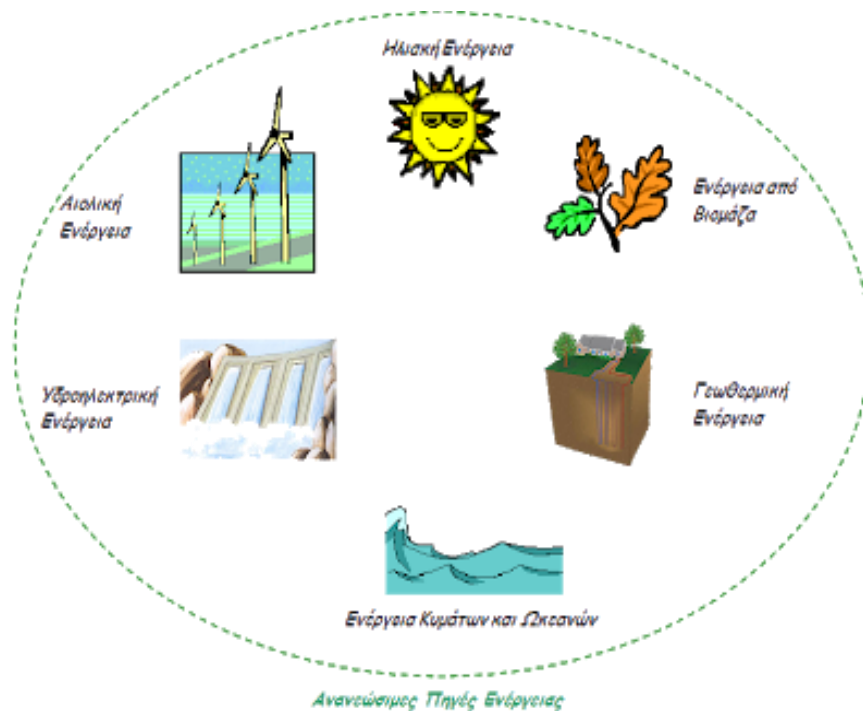 Ηλιακή Ενέργεια
Αιολική
Ενέργεια
Ενέργεια από
Βιομάζα
Υδροηλεκτρική
Ενέργεια
Γεωθερμική
Ενέργεια
Ενέργεια Κυμάτων και Ωκεανών
Ανανεώσιμες Πηγές Ενέργειας